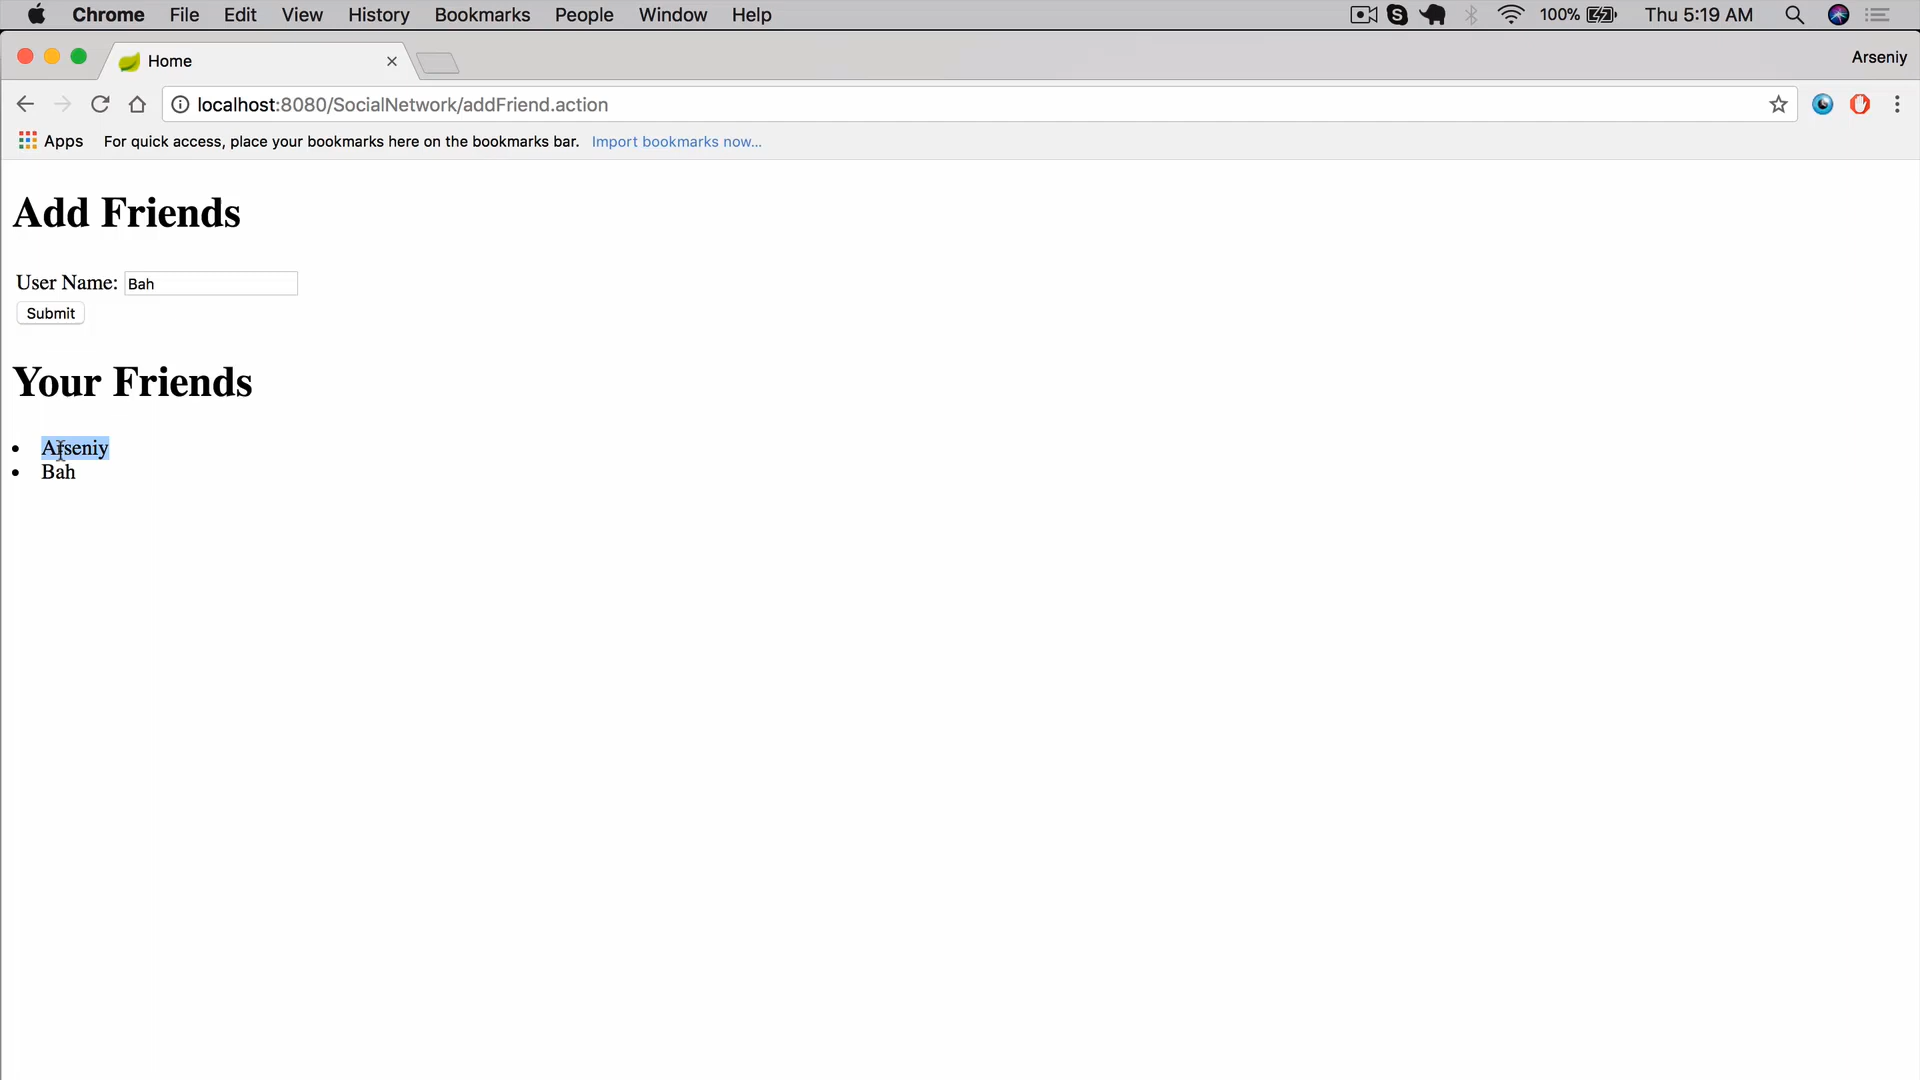 Chrome File Edit View History Bookmarks People Window Help 100% Thu 5:19 AM
Home Arseniy
localhost:8080/SocialNetwork/addFriend.action
Apps For quick access, place your bookmarks here on the bookmarks bar. Import bookmarks now...
Add Friends
User Name: Bah
Submit
Your Friends
• Arseniy
• Bah